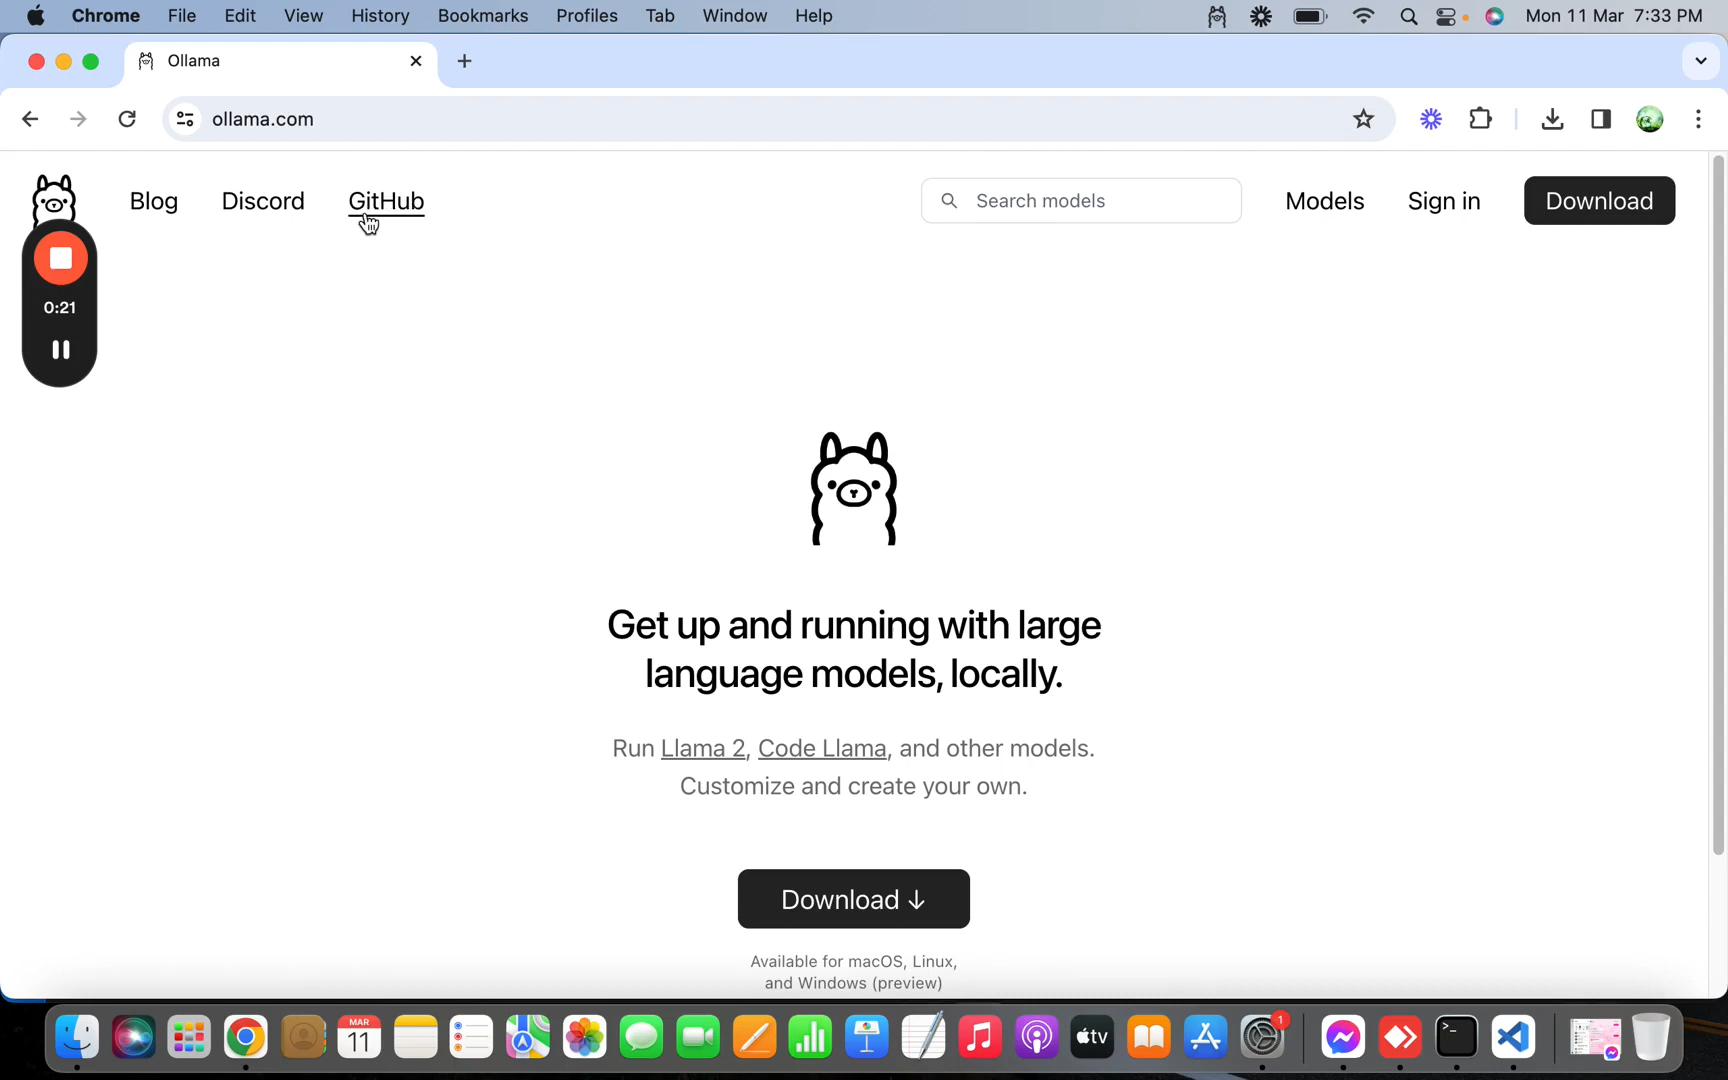 Chrome File Edit View History Bookmarks Profiles Tab Window Help Mon 11 Mar 7:33 PM
Ollama
ollama.com
Blog Discord GitHub Search models Models Sign in Download
0:21
Get up and running with large
language models, locally.
Run Llama 2, Code Llama, and other models.
Customize and create your own.
Download ↓
Available for macOS, Linux,
and Windows (preview)
MAR
11
tv
1
>_